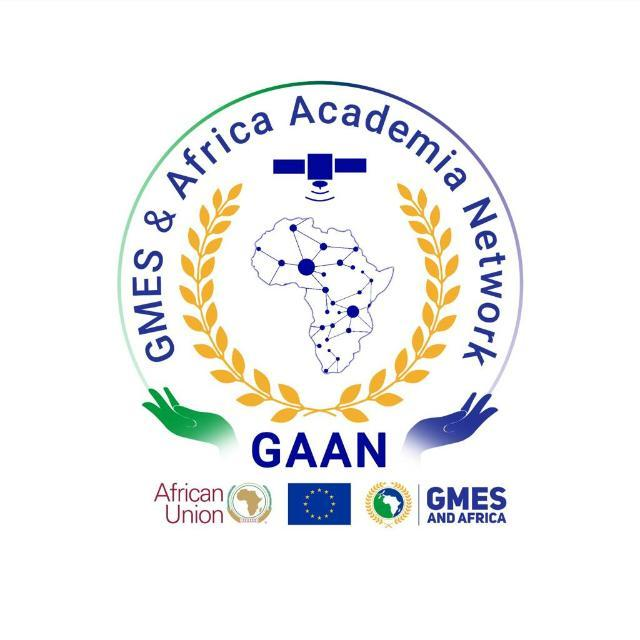 GMES & Africa Academia Network
GAAN
African
Union
GMES
AND AFRICA